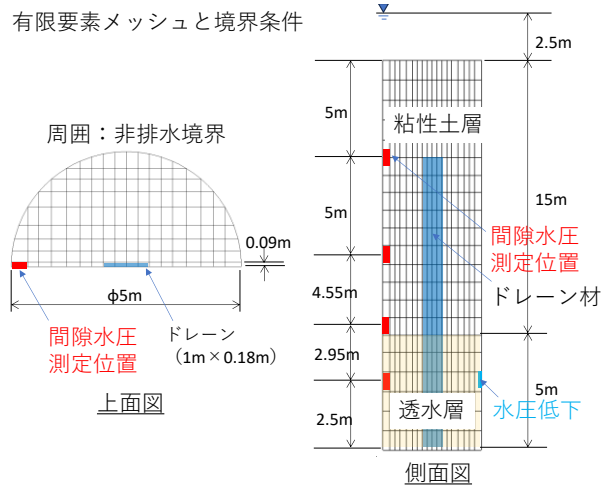 有限要素メッシュと境界条件
周囲：非排水境界
0.09m
φ5m
間隙水圧
測定位置
ドレーン
（1m×0.18m）
上面図
2.5m
5m
粘性土層
15m
5m
間隙水圧
測定位置
ドレーン材
4.55m
2.95m
5m
透水層
水圧低下
2.5m
側面図